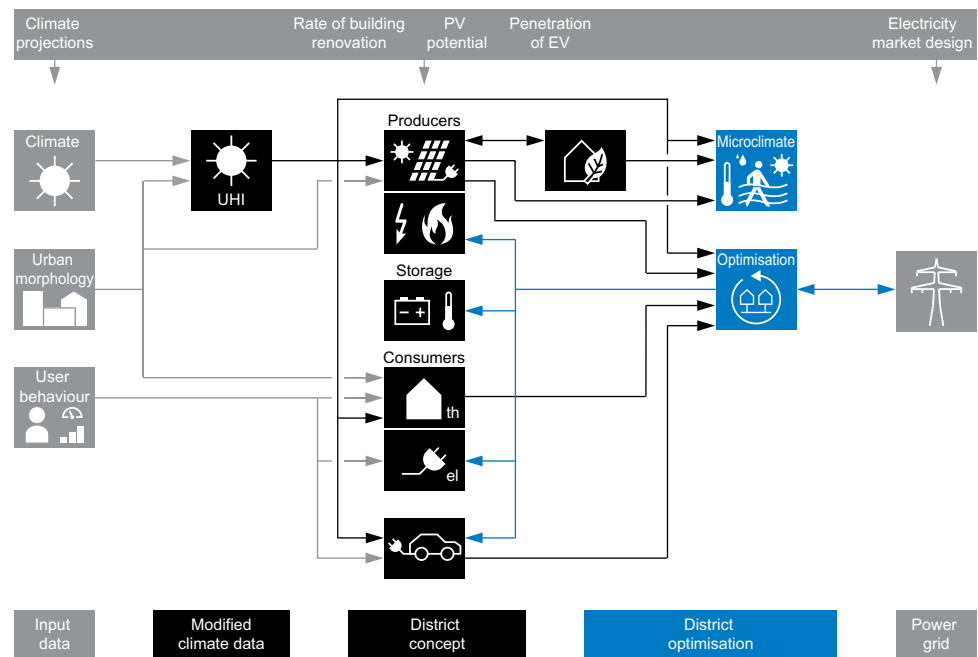 Climate
projections
Rate of building
renovation
PV
potential
Penetration
of EV
Electricity
market design
Climate
UHI
Producers
Microclimate
Urban
morphology
Storage
- +
Optimisation
User
behaviour
Consumers
th
el
Input
data
Modified
climate data
District
concept
District
optimisation
Power
grid